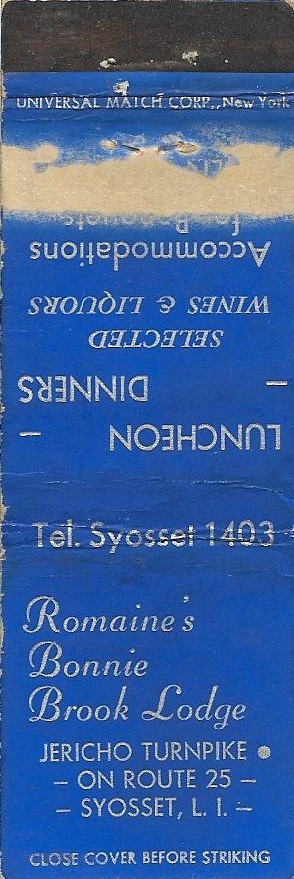 UNIVERSAL MATCH CORP., New York
LUNCHEON –
– DINNERS
SELECTED
WINES & LIQUORS
Accommodations
for Banquets
Tel. Syosset 1403
Romaine's
Bonnie
Brook Lodge
JERICHO TURNPIKE ●
– ON ROUTE 25 –
– SYOSSET, L. I. –
CLOSE COVER BEFORE STRIKING